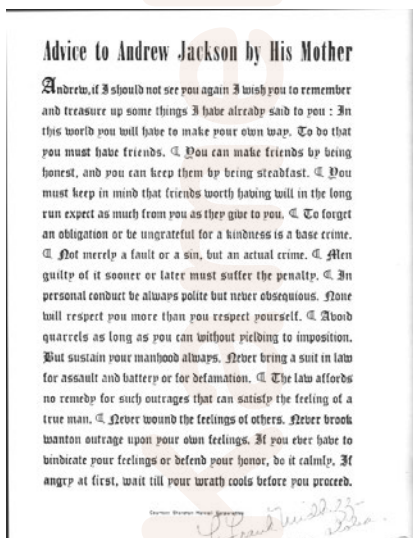 Advice to Andrew Jackson by His Mother
Andrew, if I should not see you again I wish you to remember
and treasure up some things I have already said to you : In
this world you will have to make your own way. To do that
you must have friends. ¶ You can make friends by being
honest, and you can keep them by being steadfast. ¶ You
must keep in mind that friends worth having will in the long
run expect as much from you as they give to you. ¶ To forget
an obligation or be ungrateful for a kindness is a base crime.
¶ Not merely a fault or a sin, but an actual crime. ¶ Men
guilty of it sooner or later must suffer the penalty. ¶ In
personal conduct be always polite but never obsequious. None
will respect you more than you respect yourself. ¶ Avoid
quarrels as long as you can without yielding to imposition.
But sustain your manhood always. Never bring a suit in law
for assault and battery or for defamation. ¶ The law affords
no remedy for such outrages that can satisfy the feeling of a
true man. ¶ Never wound the feelings of others. Never brook
wanton outrage upon your own feelings. If you ever have to
vindicate your feelings or defend your honor, do it calmly. If
angry at first, wait till your wrath cools before you proceed.
Courtesy Sheraton
Frank